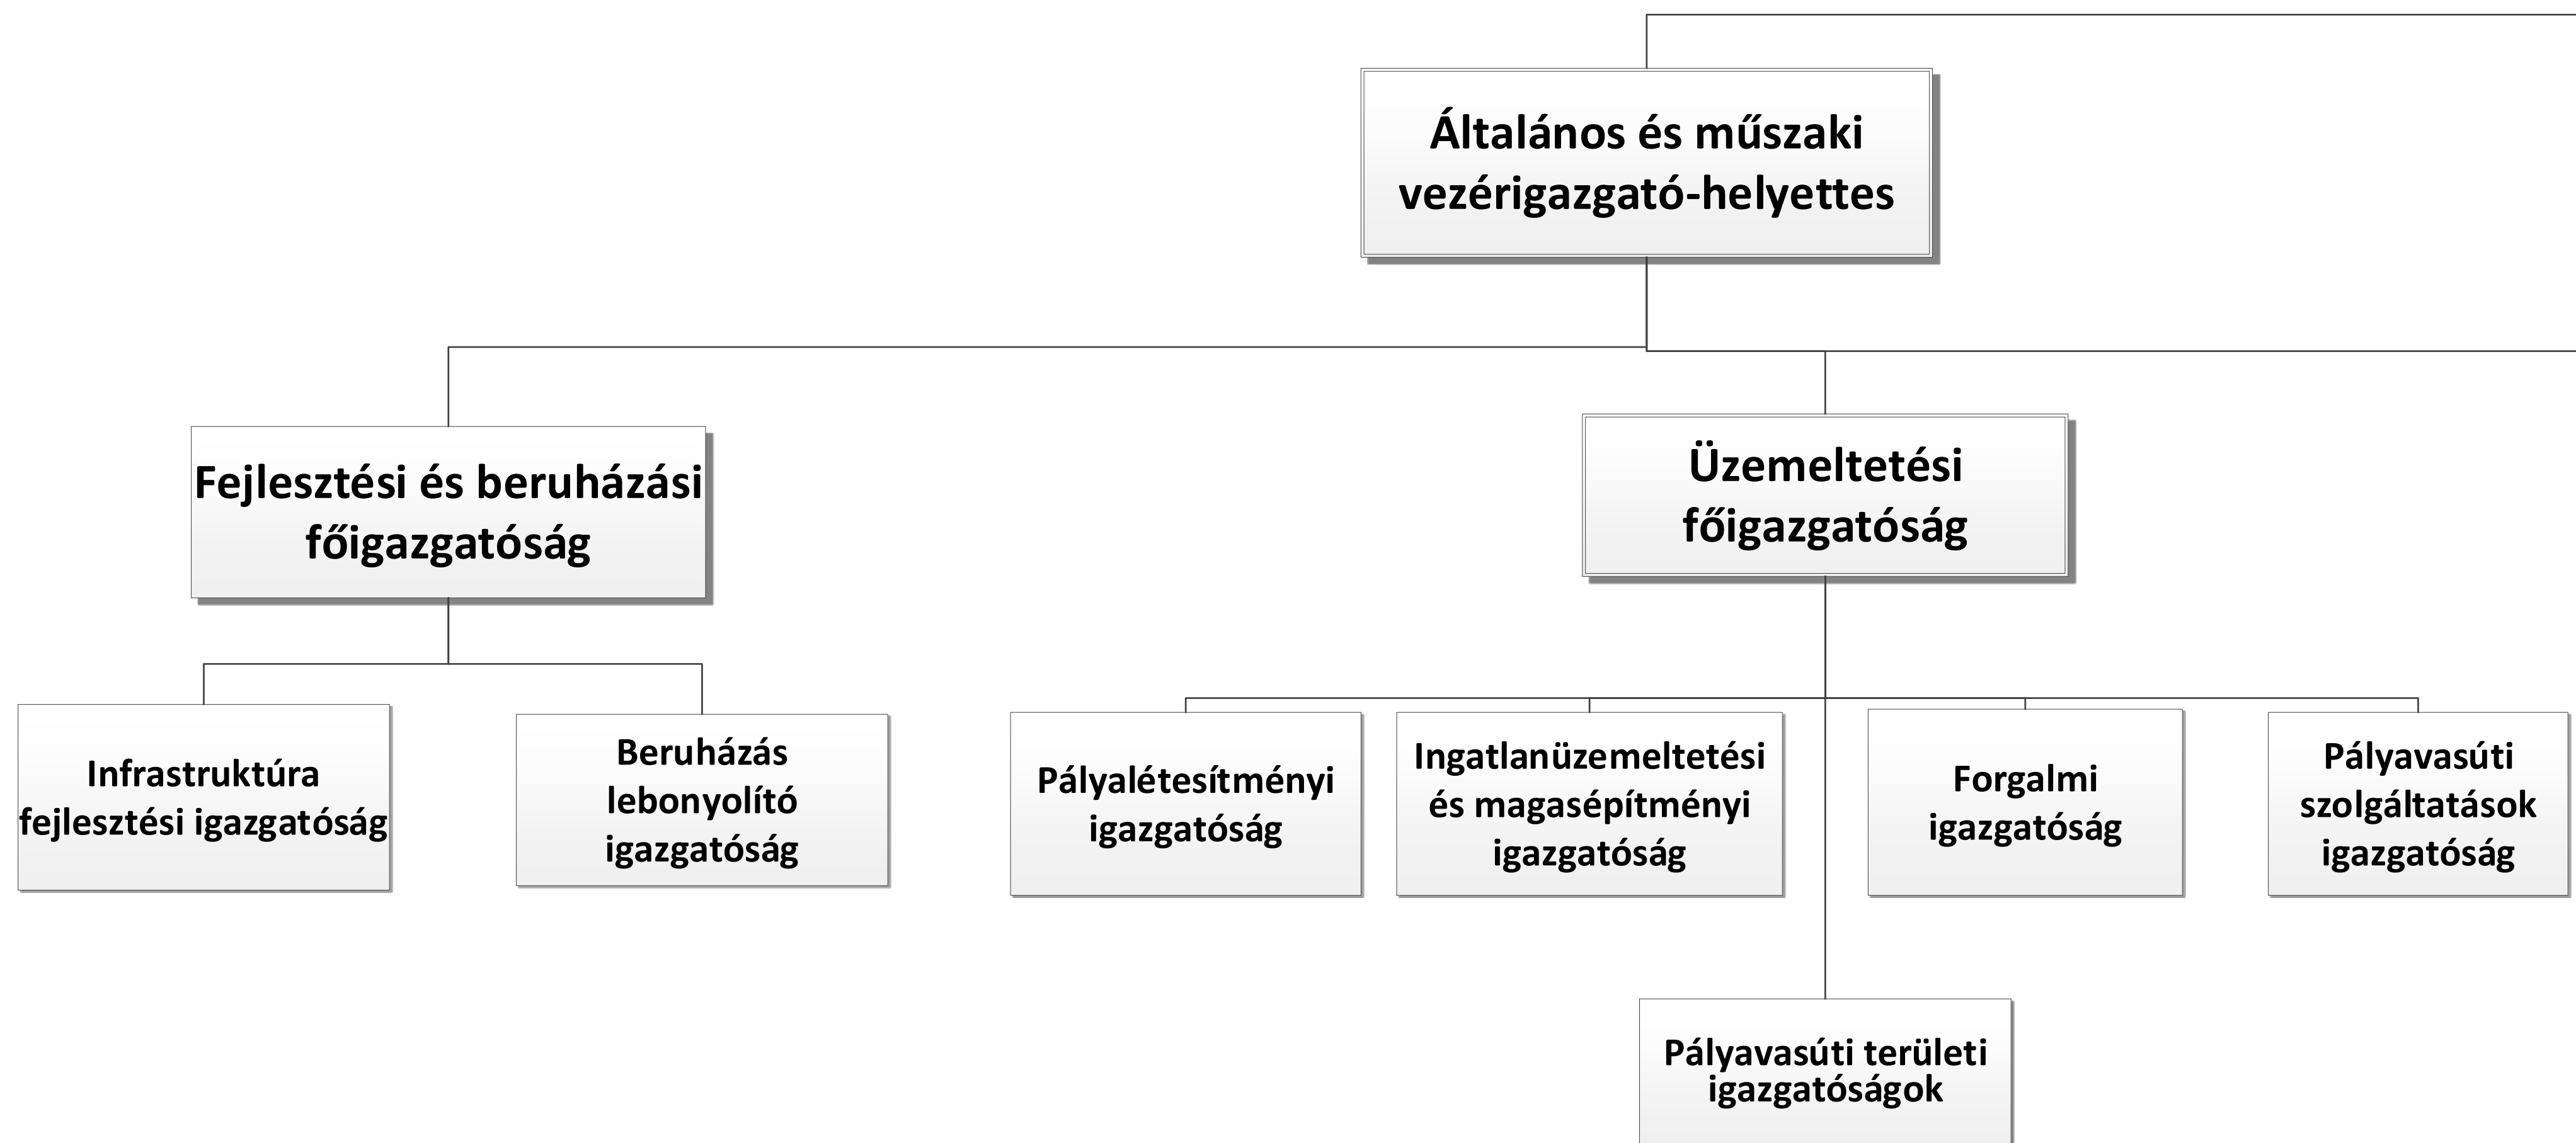 Általános és műszaki
vezérigazgató-helyettes
Fejlesztési és beruházási
főigazgatóság
Üzemeltetési
főigazgatóság
Infrastruktúra
fejlesztési igazgatóság
Beruházás
lebonyolító
igazgatóság
Pályalétesítményi
igazgatóság
Ingatlanüzemeltetési
és magasépítményi
igazgatóság
Forgalmi
igazgatóság
Pályavasúti
szolgáltatások
igazgatóság
Pályavasúti területi
igazgatóságok